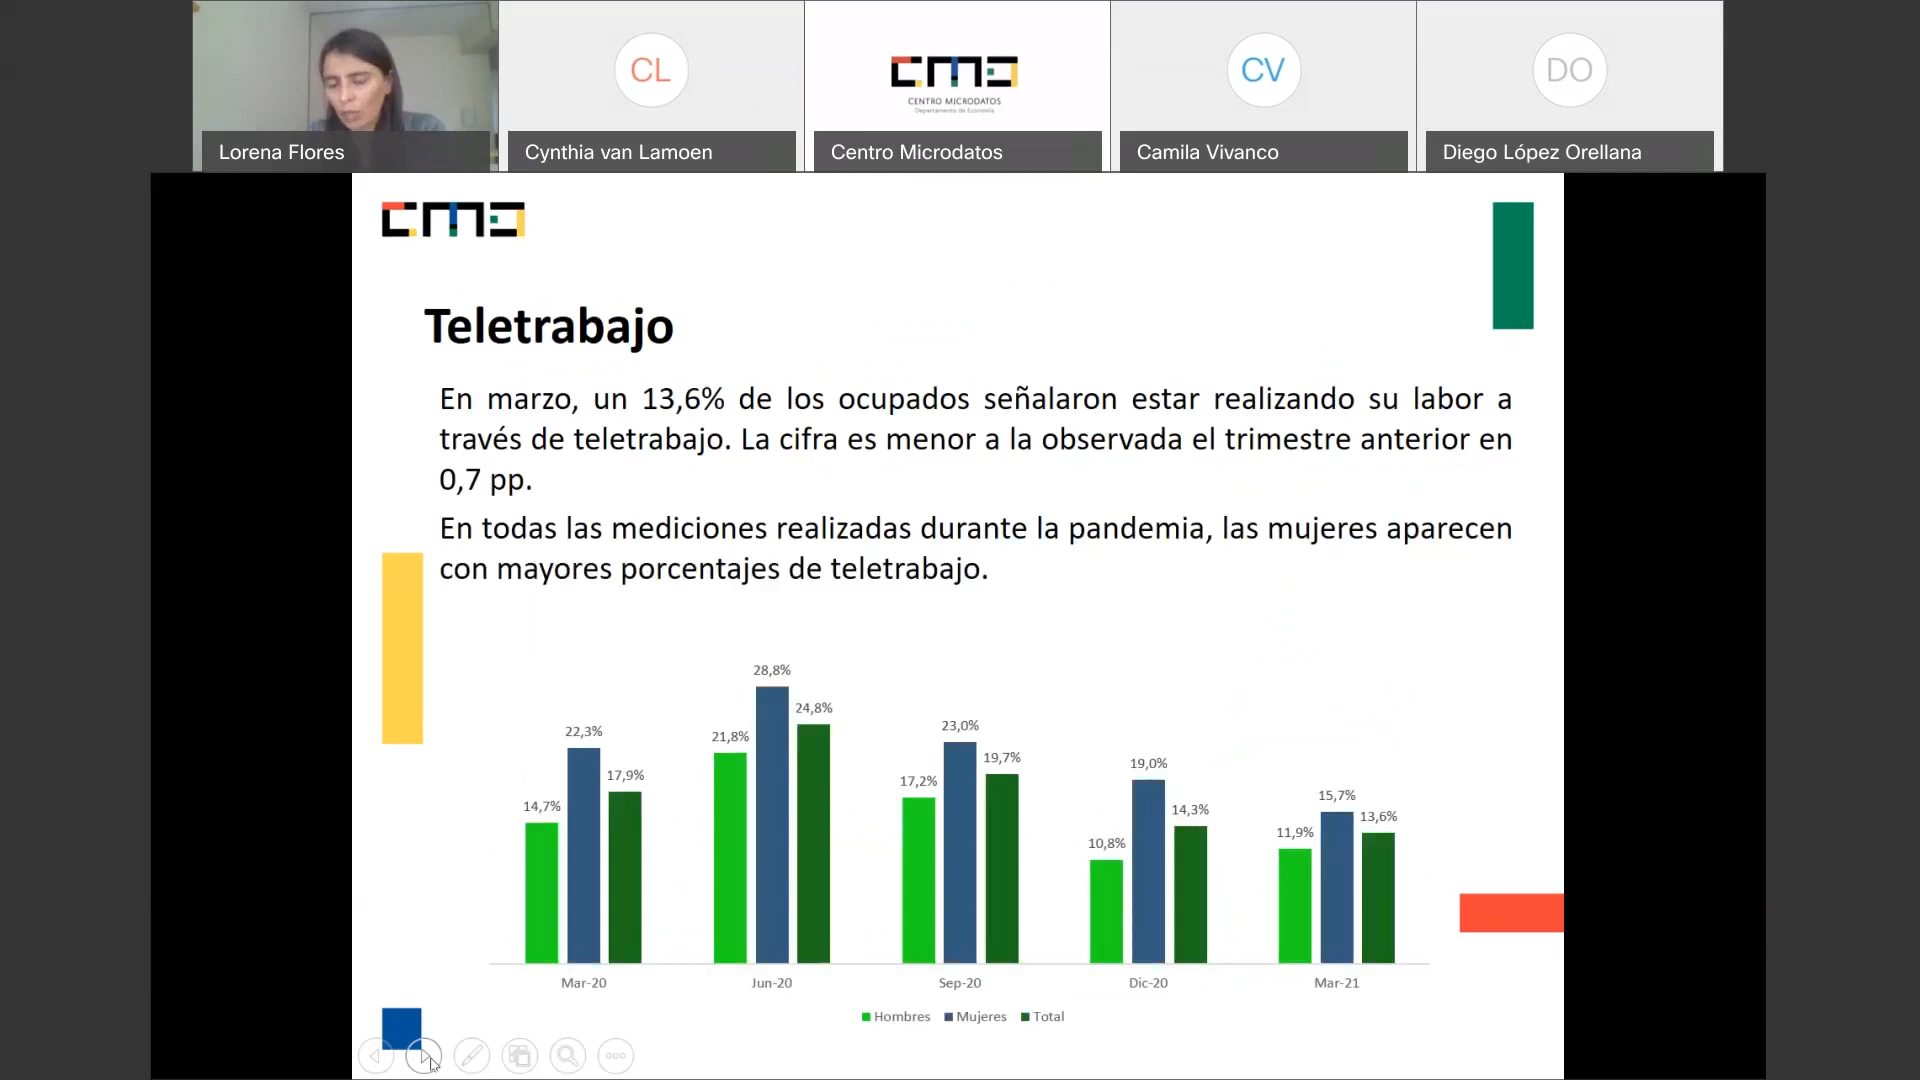 CL
CENTRO MICRODATOS
Departamento de Economía
CV
DO
Lorena Flores
Cynthia van Lamoen
Centro Microdatos
Camila Vivanco
Diego López Orellana
Teletrabajo
En marzo, un 13,6% de los ocupados señalaron estar realizando su labor a
través de teletrabajo. La cifra es menor a la observada el trimestre anterior en
0,7 pp.
En todas las mediciones realizadas durante la pandemia, las mujeres aparecen
con mayores porcentajes de teletrabajo.
14,7%
22,3%
17,9%
21,8%
28,8%
24,8%
17,2%
23,0%
19,7%
10,8%
19,0%
14,3%
11,9%
15,7%
13,6%
Mar-20
Jun-20
Sep-20
Dic-20
Mar-21
Hombres
Mujeres
Total